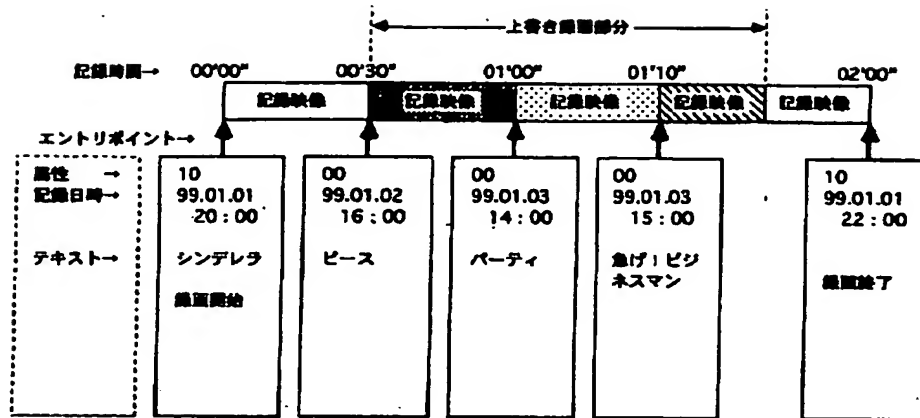 上書き録画部分
記録時間→ 00'00" 00'30" 01'00" 01'10" 02'00"
記録映像 記録映像 記録映像 記録映像 記録映像
エントリポイント→
属性 → 10 00 00 00 10
記録日時→ 99.01.01 99.01.02 99.01.03 99.01.03 99.01.01
20:00 16:00 14:00 15:00 22:00
テキスト→ シンデレラ ピース パーティ 急げ!ビジ
ネスマン
録画開始 録画終了